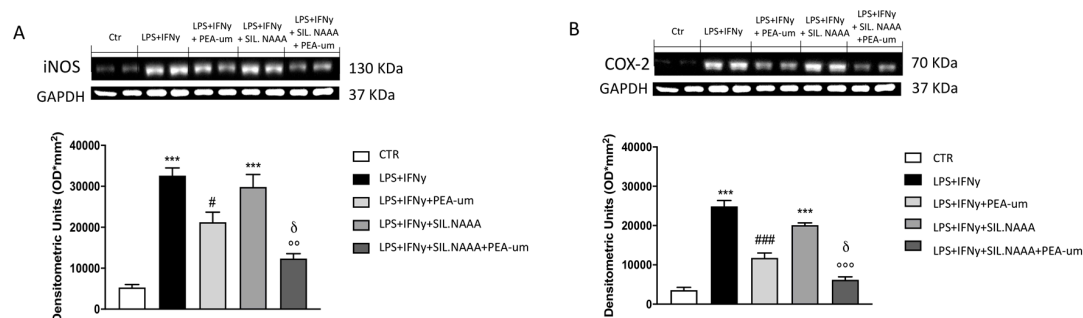 A
Ctr
LPS+IFNγ
LPS+IFNγ
+ PEA-um
LPS+IFNγ
+ SIL. NAAA
LPS+IFNγ
+ SIL. NAAA
+ PEA-um
iNOS
130 KDa
GAPDH
37 KDa
Densitometric Units (OD*mm²)
40000
30000
20000
10000
0
***
#
***
δ
°°
CTR
LPS+IFNγ
LPS+IFNγ+PEA-um
LPS+IFNγ+SIL.NAAA
LPS+IFNγ+SIL.NAAA+PEA-um
B
Ctr
LPS+IFNγ
LPS+IFNγ
+ PEA-um
LPS+IFNγ
+ SIL. NAAA
LPS+IFNγ
+ SIL. NAAA
+PEA-um
COX-2
70 KDa
GAPDH
37 KDa
Densitometric Units (OD*mm²)
40000
30000
20000
10000
0
***
###
***
δ
°°°
CTR
LPS+IFNγ
LPS+IFNγ+PEA-um
LPS+IFNγ+SIL.NAAA
LPS+IFNγ+SIL.NAAA+PEA-um